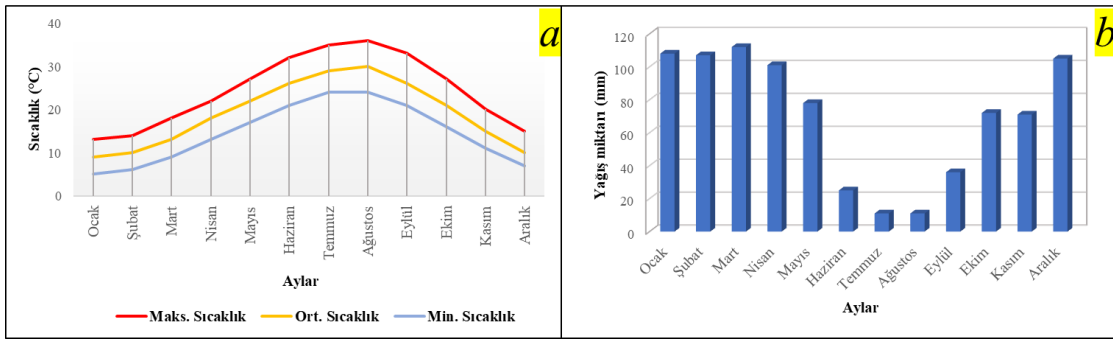 a
40
30
20
10
0
Sıcaklık (°C)
Ocak
Şubat
Mart
Nisan
Mayıs
Haziran
Temmuz
Ağustos
Eylül
Ekim
Kasım
Aralık
Aylar
Maks. Sıcaklık Ort. Sıcaklık Min. Sıcaklık
b
120
100
80
60
40
20
0
Yağış miktarı (mm)
Ocak
Şubat
Mart
Nisan
Mayıs
Haziran
Temmuz
Ağustos
Eylül
Ekim
Kasım
Aralık
Aylar